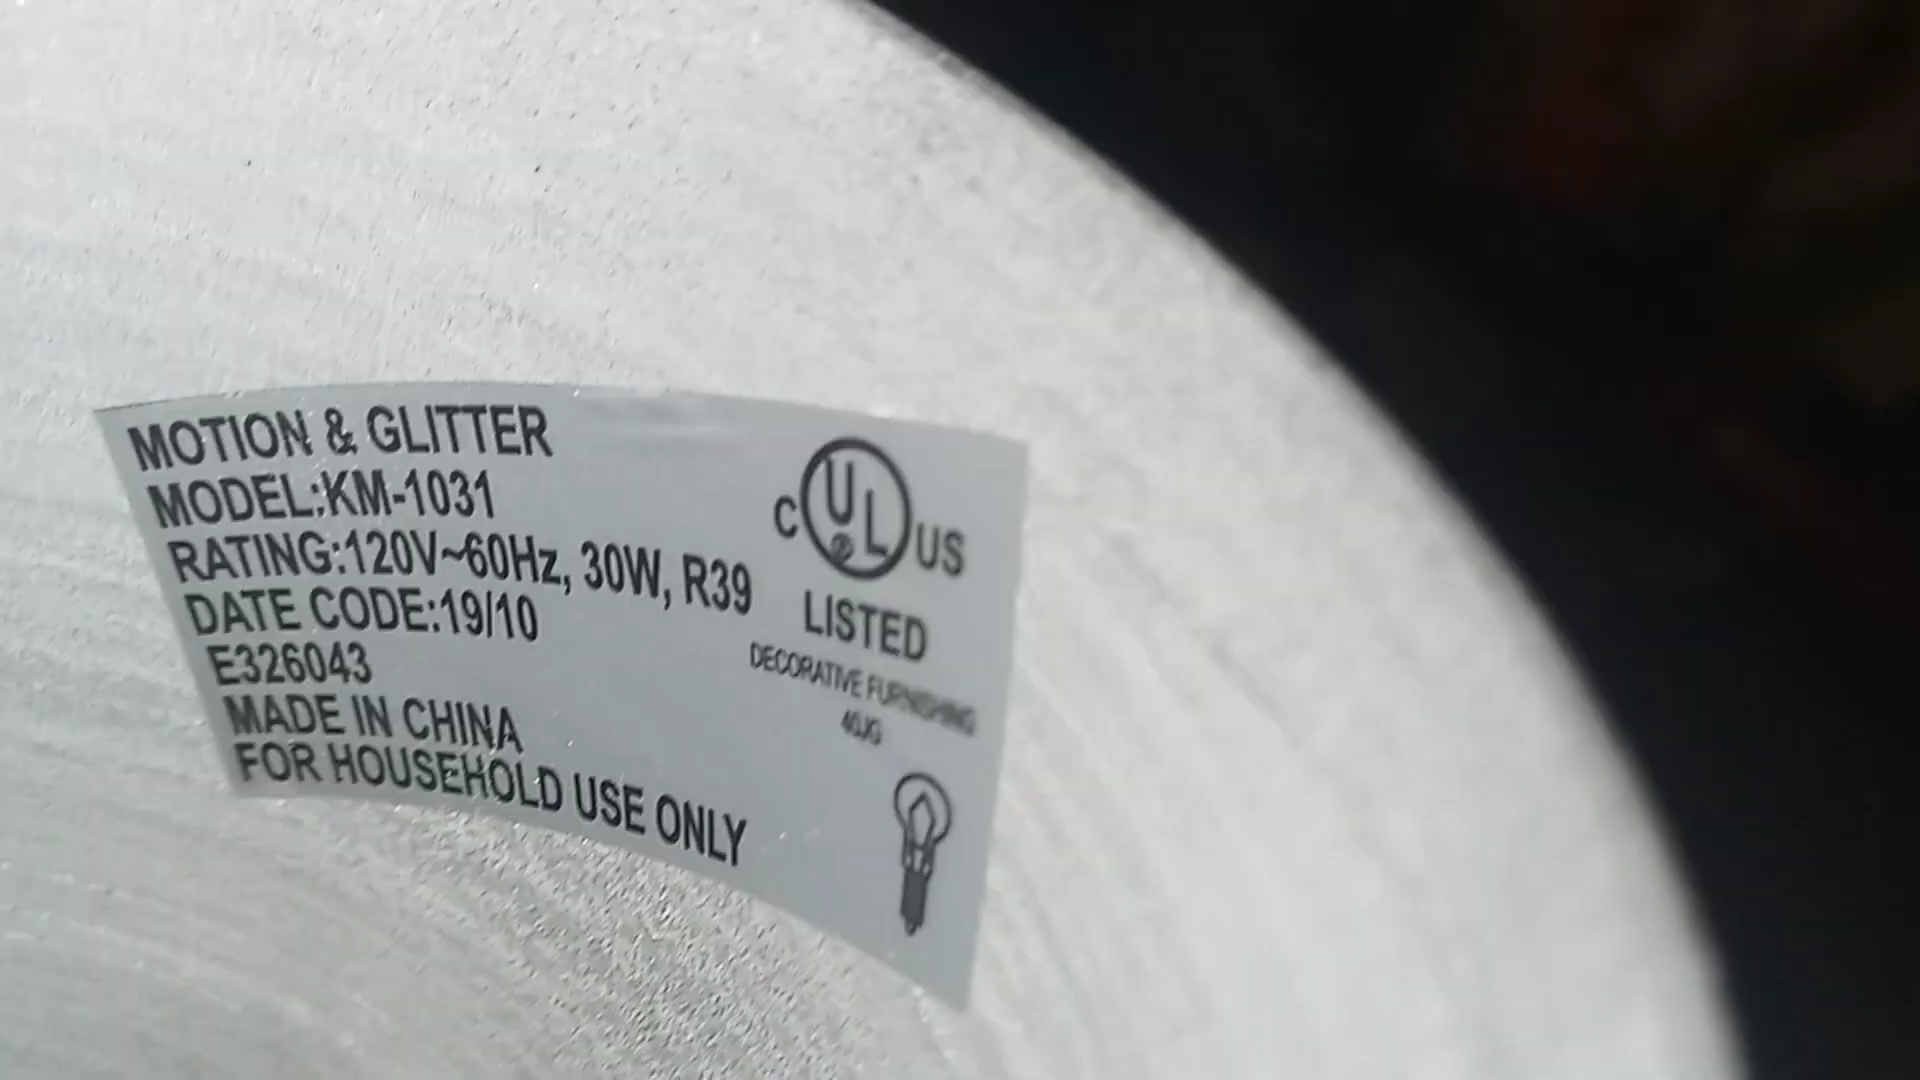 MOTION & GLITTER
MODEL:KM-1031
RATING:120V~60Hz, 30W, R39
DATE CODE:19/10
E326043
MADE IN CHINA
FOR HOUSEHOLD USE ONLY
C UL® US
LISTED
DECORATIVE FURNISHING
40JG